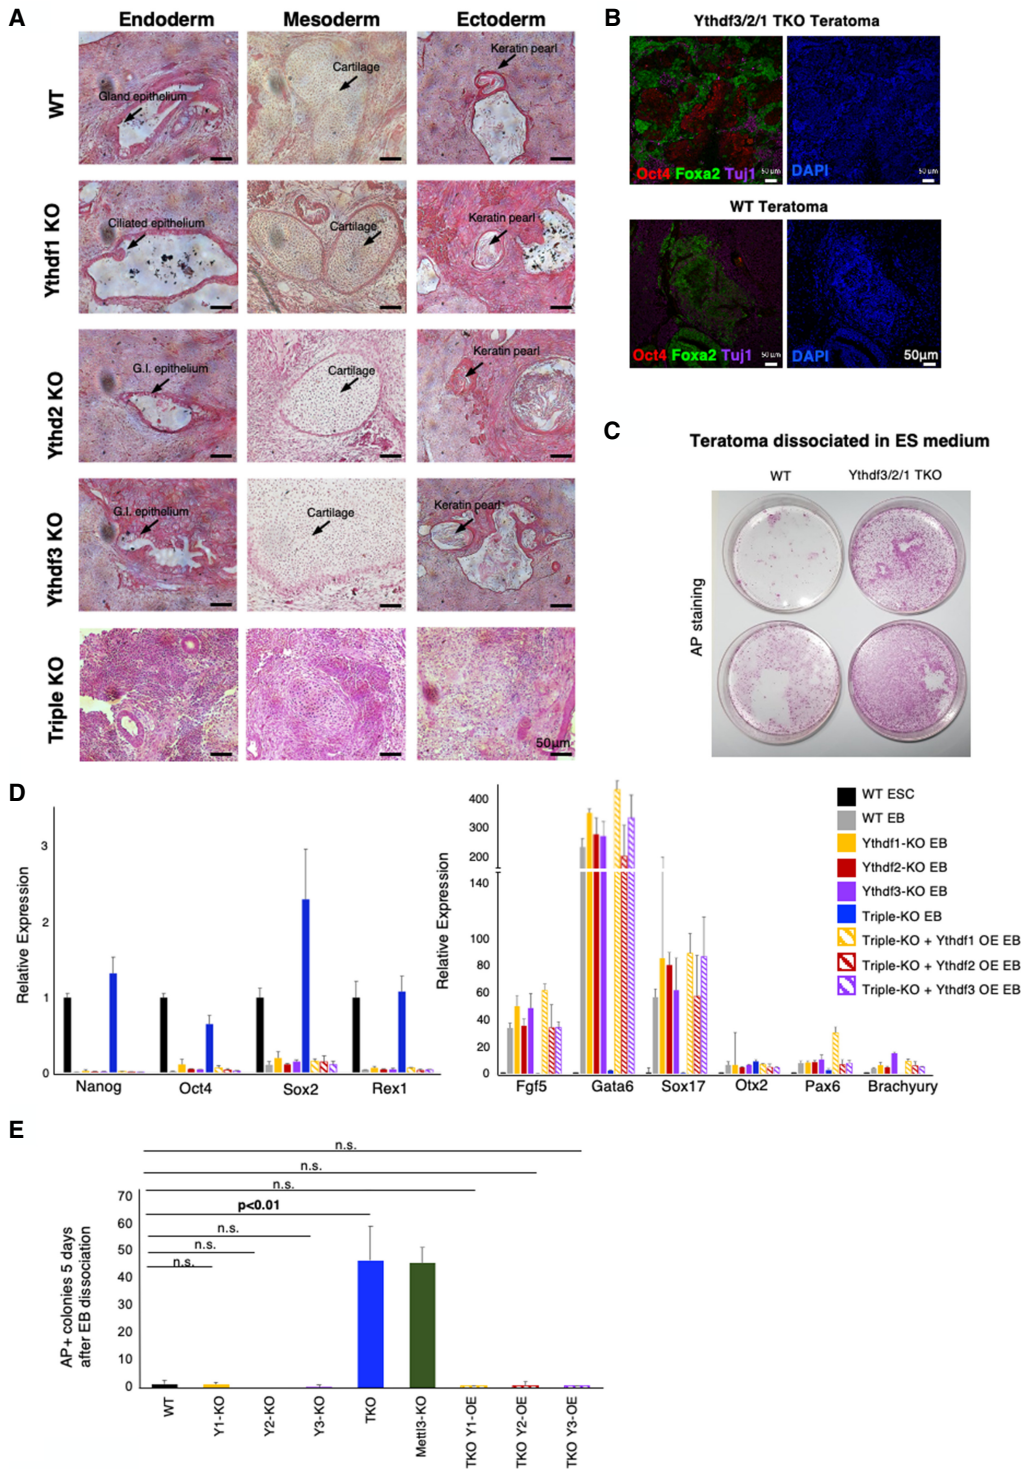 A
Endoderm
Mesoderm
Ectoderm
WT
Gland epithelium
Cartilage
Keratin pearl
Ythdf1 KO
Ciliated epithelium
Cartilage
Keratin pearl
Ythd2 KO
G.I. epithelium
Cartilage
Keratin pearl
Ythdf3 KO
G.I. epithelium
Cartilage
Keratin pearl
Triple KO
50μm
B
Ythdf3/2/1 TKO Teratoma
Oct4 Foxa2 Tuj1
50 μm
DAPI
50 μm
WT Teratoma
Oct4 Foxa2 Tuj1
50 μm
DAPI
50μm
C
Teratoma dissociated in ES medium
WT
Ythdf3/2/1 TKO
AP staining
D
Relative Expression
3
2
1
0
Nanog
Oct4
Sox2
Rex1
Relative Expression
400
300
200
140
100
80
60
40
20
0
Fgf5
Gata6
Sox17
Otx2
Pax6
Brachyury
WT ESC
WT EB
Ythdf1-KO EB
Ythdf2-KO EB
Ythdf3-KO EB
Triple-KO EB
Triple-KO + Ythdf1 OE EB
Triple-KO + Ythdf2 OE EB
Triple-KO + Ythdf3 OE EB
E
n.s.
n.s.
n.s.
p<0.01
n.s.
n.s.
n.s.
AP+ colonies 5 days
after EB dissociation
70
60
50
40
30
20
10
0
WT
Y1-KO
Y2-KO
Y3-KO
TKO
Mettl3-KO
TKO Y1-OE
TKO Y2-OE
TKO Y3-OE